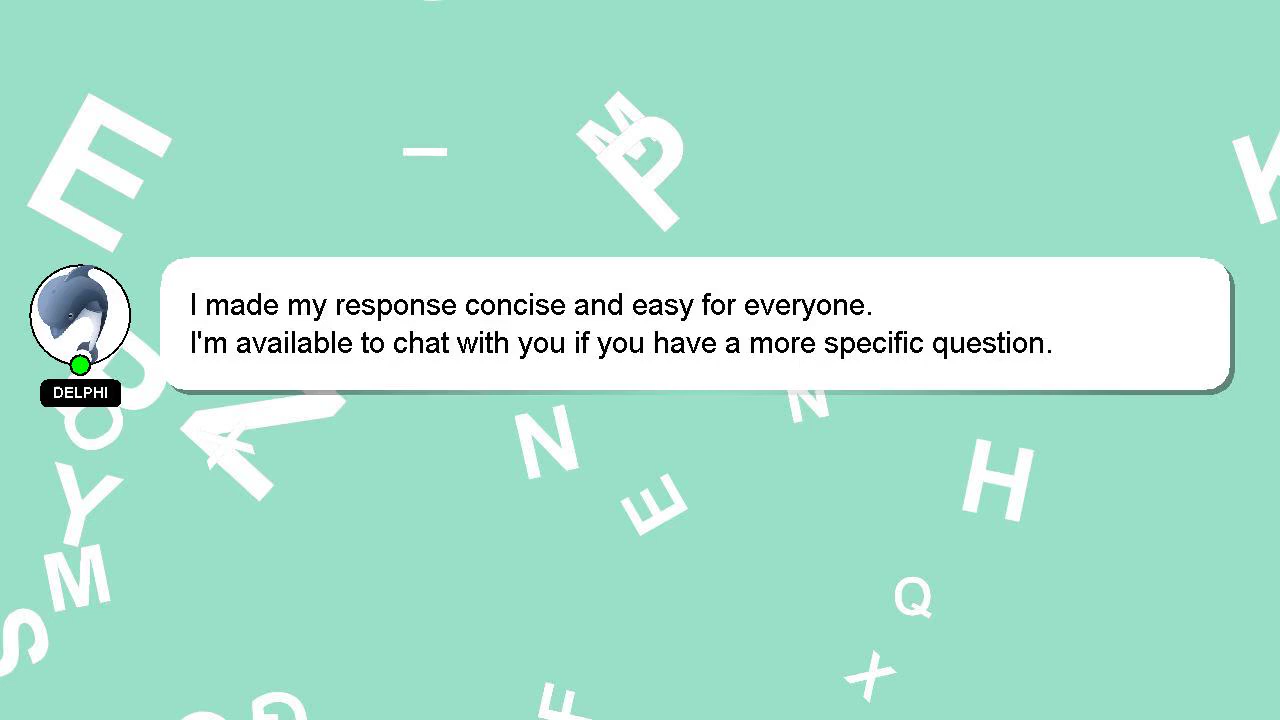 E
M
P
K
I made my response concise and easy for everyone.
I'm available to chat with you if you have a more specific question.
DELPHI
N
N
E
H
Y
M
S
Q
X
G
F